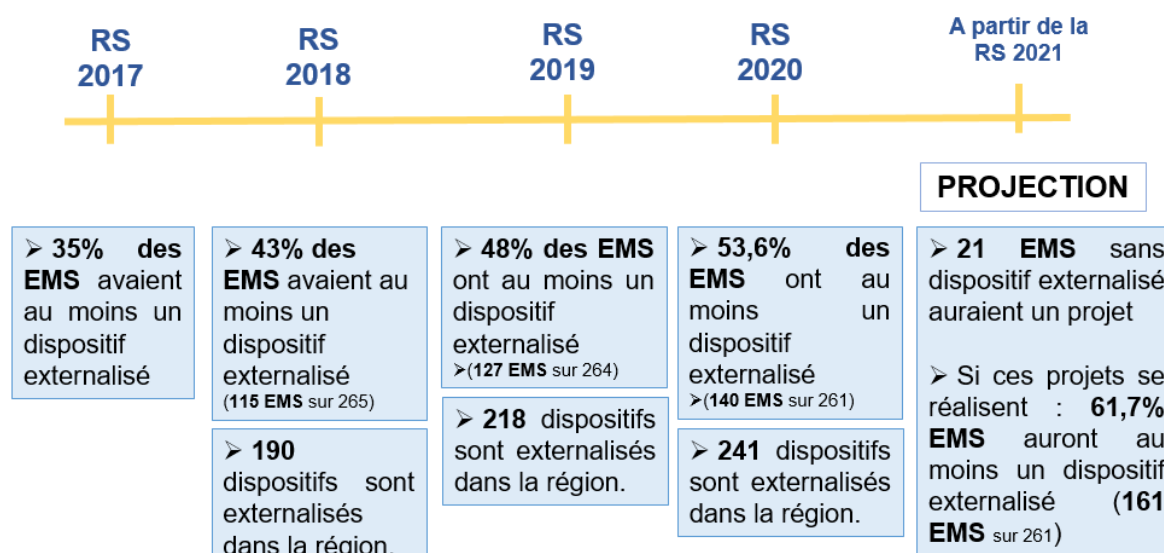 RS
2017
RS
2018
RS
2019
RS
2020
A partir de la
RS 2021
PROJECTION
➢ 35% des
EMS avaient
au moins un
dispositif
externalisé
➢ 43% des
EMS avaient au
moins un
dispositif
externalisé
(115 EMS sur 265)
➢ 190
dispositifs sont
externalisés
dans la région.
➢ 48% des EMS
ont au moins un
dispositif
externalisé
➢(127 EMS sur 264)
➢ 218 dispositifs
sont externalisés
dans la région.
➢ 53,6% des
EMS ont au
moins un
dispositif
externalisé
➢(140 EMS sur 261)
➢ 241 dispositifs
sont externalisés
dans la région.
➢ 21 EMS sans
dispositif externalisé
auraient un projet
➢ Si ces projets se
réalisent : 61,7%
EMS auront au
moins un dispositif
externalisé (161
EMS sur 261)